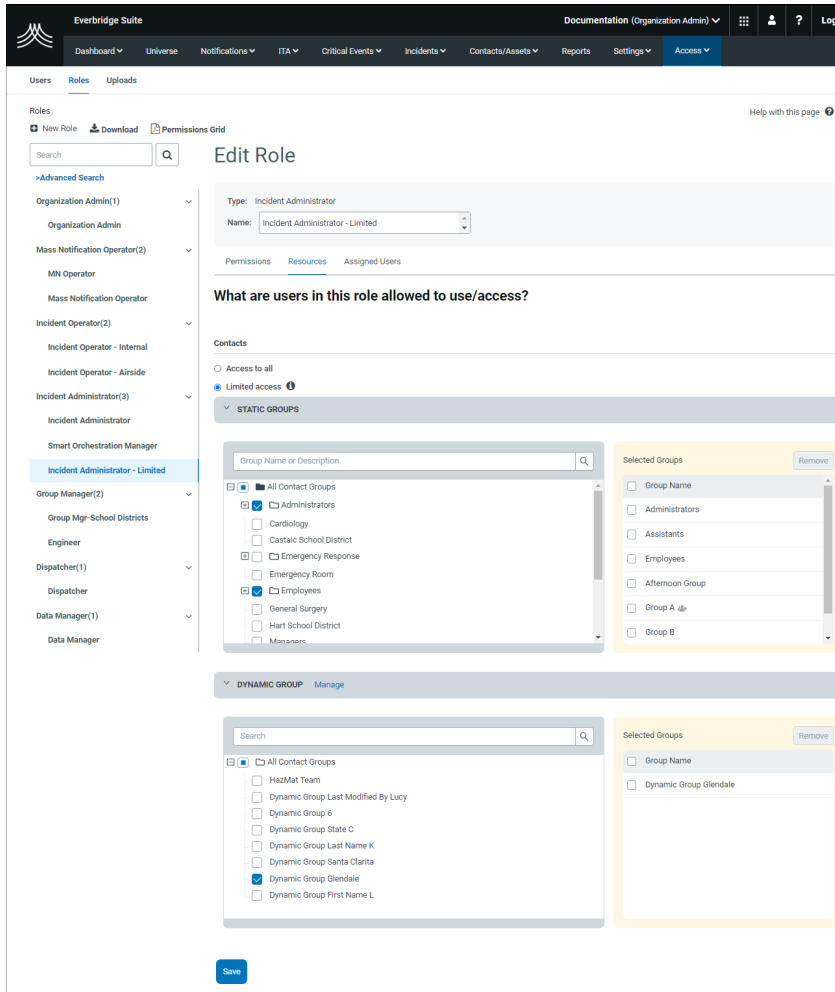 Everbridge Suite
Documentation (Organization Admin)
?
Log
Dashboard
Universe
Notifications
ITA
Critical Events
Incidents
Contacts/Assets
Reports
Settings
Access
Users
Roles
Uploads
Roles
Help with this page ?
New Role
Download
Permissions Grid
Search
>Advanced Search
Organization Admin(1)
Organization Admin
Mass Notification Operator(2)
MN Operator
Mass Notification Operator
Incident Operator(2)
Incident Operator - Internal
Incident Operator - Airside
Incident Administrator(3)
Incident Administrator
Smart Orchestration Manager
Incident Administrator - Limited
Group Manager(2)
Group Mgr-School Districts
Engineer
Dispatcher(1)
Dispatcher
Data Manager(1)
Data Manager
Edit Role
Type: Incident Administrator
Name: Incident Administrator - Limited
Permissions
Resources
Assigned Users
What are users in this role allowed to use/access?
Contacts
Access to all
Limited access
STATIC GROUPS
Group Name or Description
All Contact Groups
Administrators
Cardiology
Castaic School District
Emergency Response
Emergency Room
Employees
General Surgery
Hart School District
Managers
Selected Groups
Remove
Group Name
Administrators
Assistants
Employees
Afternoon Group
Group A
Group B
DYNAMIC GROUP Manage
Search
All Contact Groups
HazMat Team
Dynamic Group Last Modified By Lucy
Dynamic Group 6
Dynamic Group State C
Dynamic Group Last Name K
Dynamic Group Santa Clarita
Dynamic Group Glendale
Dynamic Group First Name L
Selected Groups
Remove
Group Name
Dynamic Group Glendale
Save